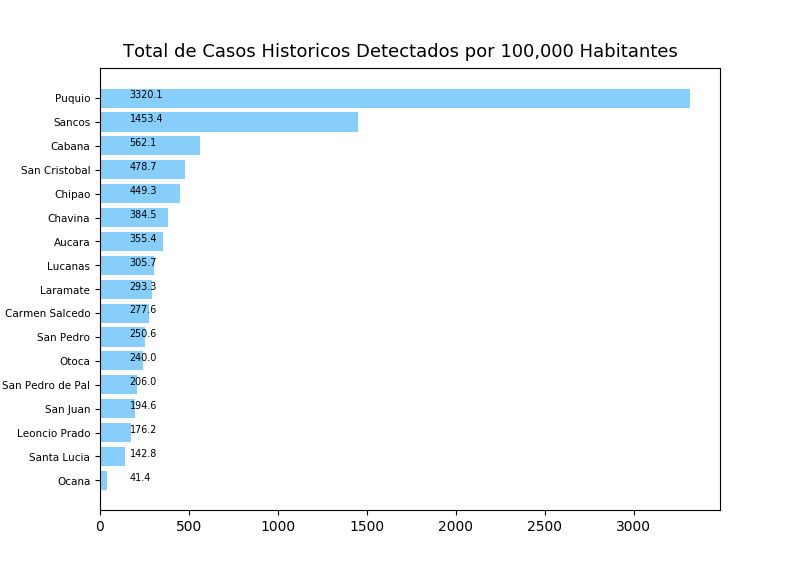 Total de Casos Historicos Detectados por 100,000 Habitantes
Puquio 3320.1
Sancos 1453.4
Cabana 562.1
San Cristobal 478.7
Chipao 449.3
Chavina 384.5
Aucara 355.4
Lucanas 305.7
Laramate 293.3
Carmen Salcedo 277.6
San Pedro 250.6
Otoca 240.0
San Pedro de Pal 206.0
San Juan 194.6
Leoncio Prado 176.2
Santa Lucia 142.8
Ocana 41.4
0 500 1000 1500 2000 2500 3000